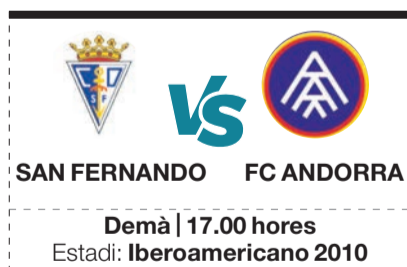 VS
SAN FERNANDO FC ANDORRA
Demà | 17.00 hores
Estadi: Iberoamericano 2010